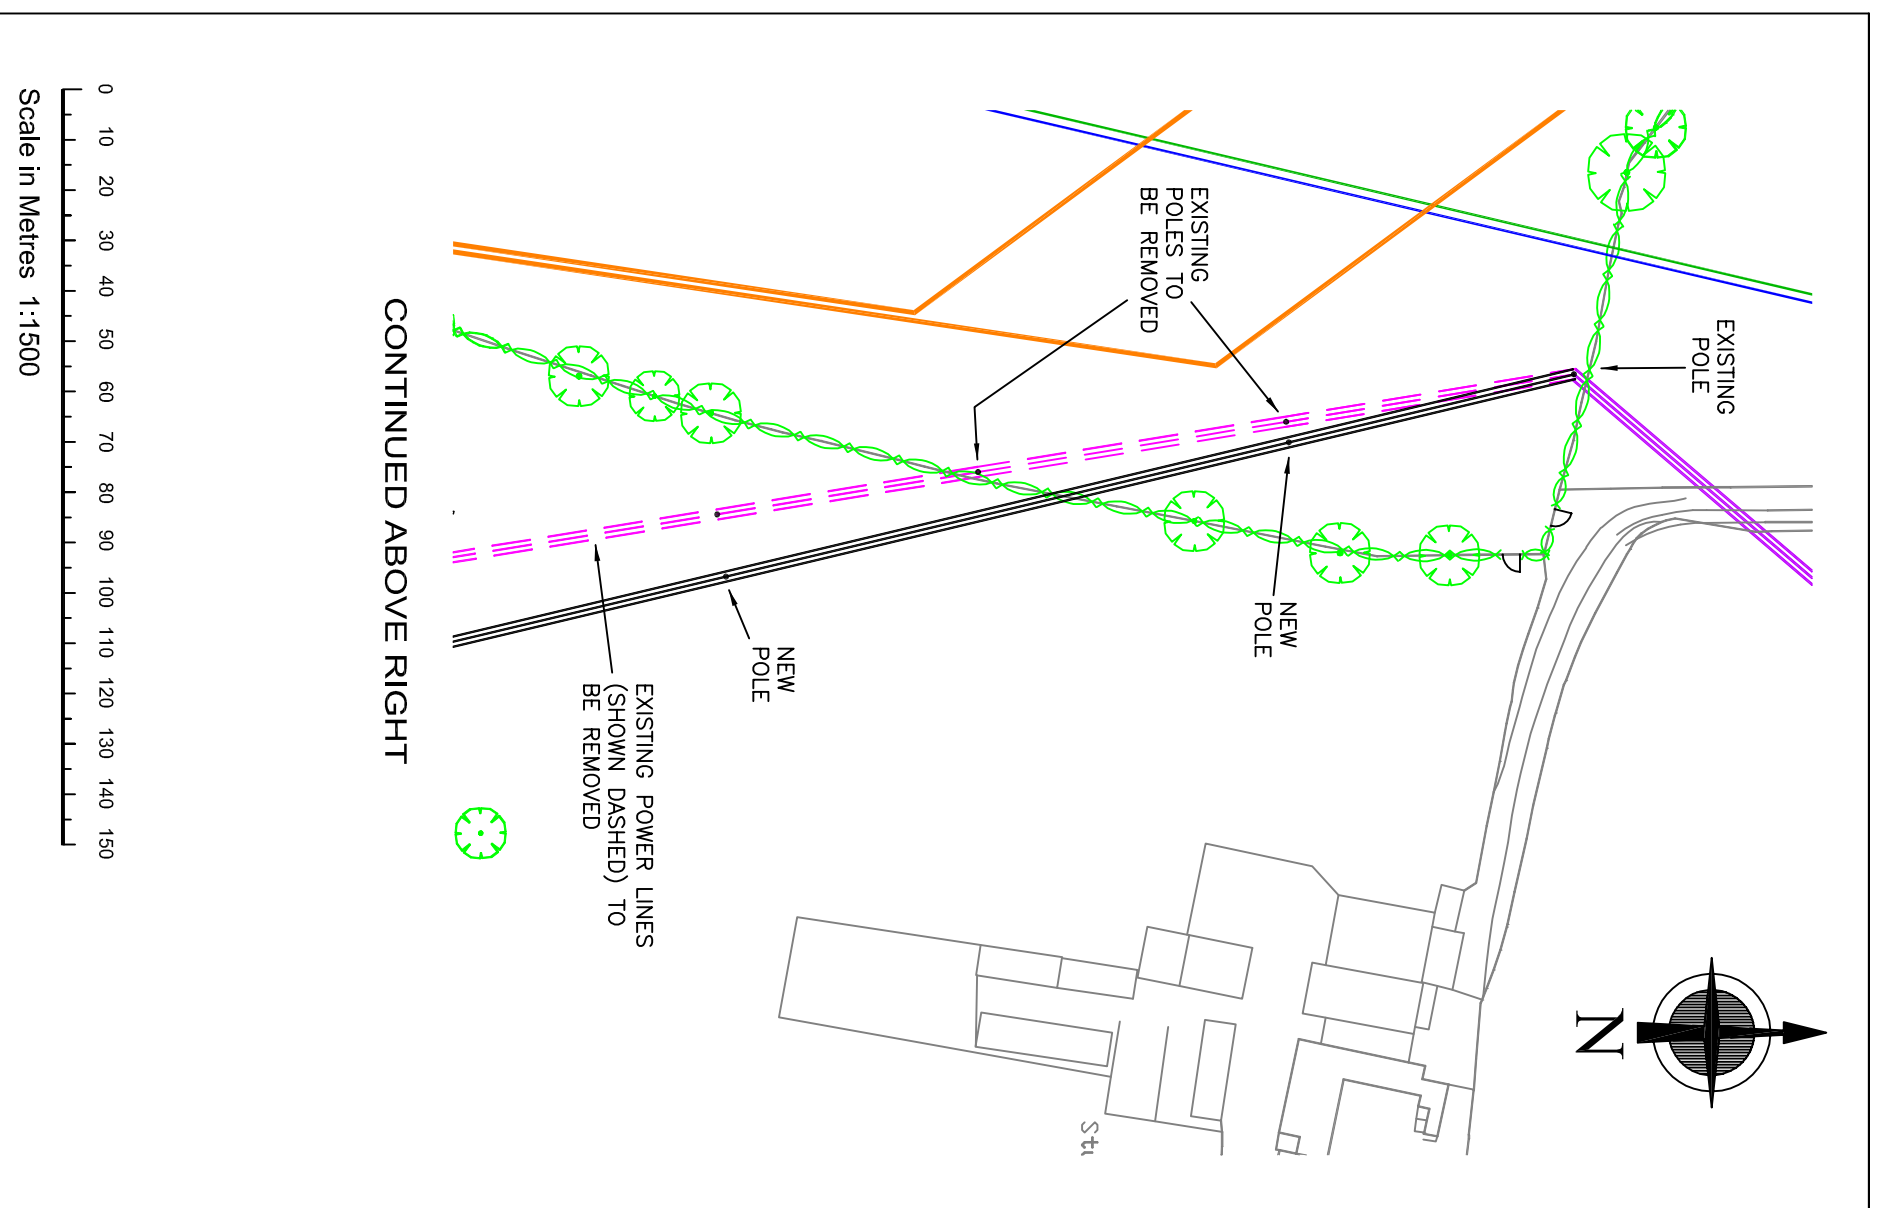 EXISTING
POLE
EXISTING
POLES TO
BE REMOVED
NEW
POLE
NEW
POLE
EXISTING POWER LINES
(SHOWN DASHED) TO
BE REMOVED
N
Stu
CONTINUED ABOVE RIGHT
0 10 20 30 40 50 60 70 80 90 100 110 120 130 140 150
Scale in Metres 1:1500